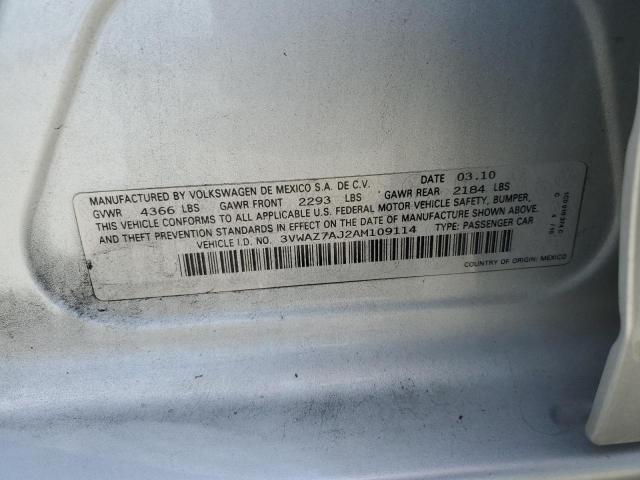 MANUFACTURED BY VOLKSWAGEN DE MEXICO S.A. DE C.V. DATE 03.10
GVWR 4366 LBS GAWR FRONT 2293 LBS GAWR REAR 2184 LBS
THIS VEHICLE CONFORMS TO ALL APPLICABLE U.S. FEDERAL MOTOR VEHICLE SAFETY, BUMPER,
AND THEFT PREVENTION STANDARDS IN EFFECT ON THE DATE OF MANUFACTURE SHOWN ABOVE.
VEHICLE I.D. NO. 3VWAZ7AJ2AM109114 TYPE: PASSENGER CAR
COUNTRY OF ORIGIN: MEXICO